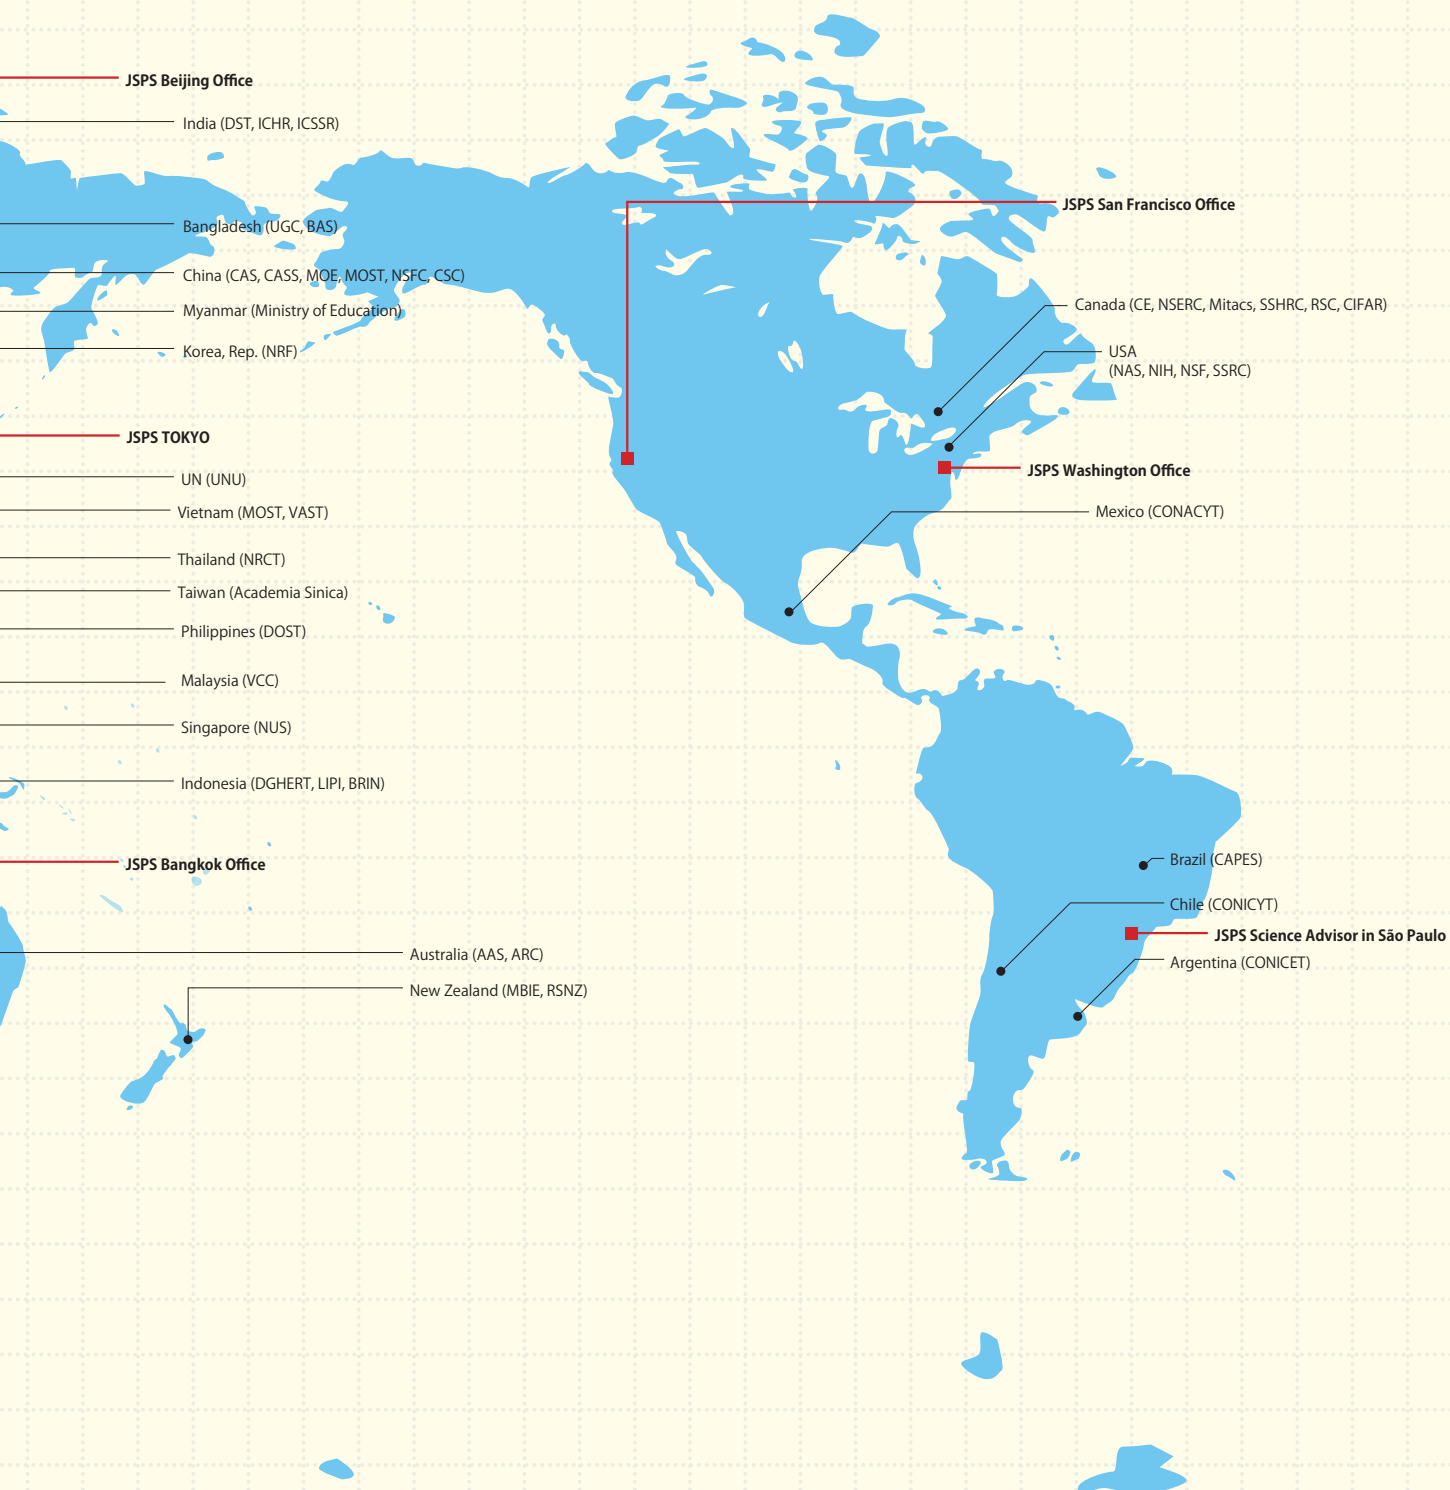 JSPS Beijing Office
India (DST, ICHR, ICSSR)
Bangladesh (UGC, BAS)
China (CAS, CASS, MOE, MOST, NSFC, CSC)
Myanmar (Ministry of Education)
Korea, Rep. (NRF)
JSPS TOKYO
UN (UNU)
Vietnam (MOST, VAST)
Thailand (NRCT)
Taiwan (Academia Sinica)
Philippines (DOST)
Malaysia (VCC)
Singapore (NUS)
Indonesia (DGHERT, LIPI, BRIN)
JSPS Bangkok Office
Australia (AAS, ARC)
New Zealand (MBIE, RSNZ)
JSPS San Francisco Office
Canada (CE, NSERC, Mitacs, SSHRC, RSC, CIFAR)
USA
(NAS, NIH, NSF, SSRC)
JSPS Washington Office
Mexico (CONACYT)
Brazil (CAPES)
Chile (CONICYT)
JSPS Science Advisor in São Paulo
Argentina (CONICET)